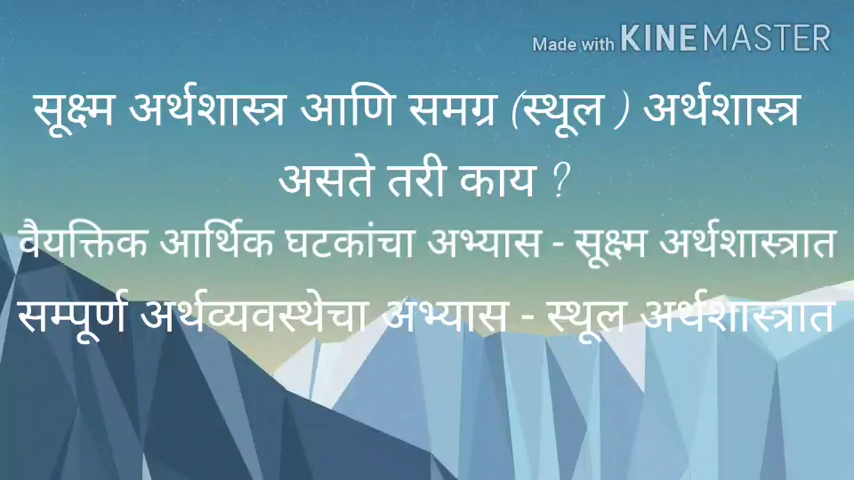 Made with KINEMASTER
सूक्ष्म अर्थशास्त्र आणि समग्र (स्थूल ) अर्थशास्त्र
असते तरी काय ?
वैयक्तिक आर्थिक घटकांचा अभ्यास - सूक्ष्म अर्थशास्त्रात
सम्पूर्ण अर्थव्यवस्थेचा अभ्यास - स्थूल अर्थशास्त्रात